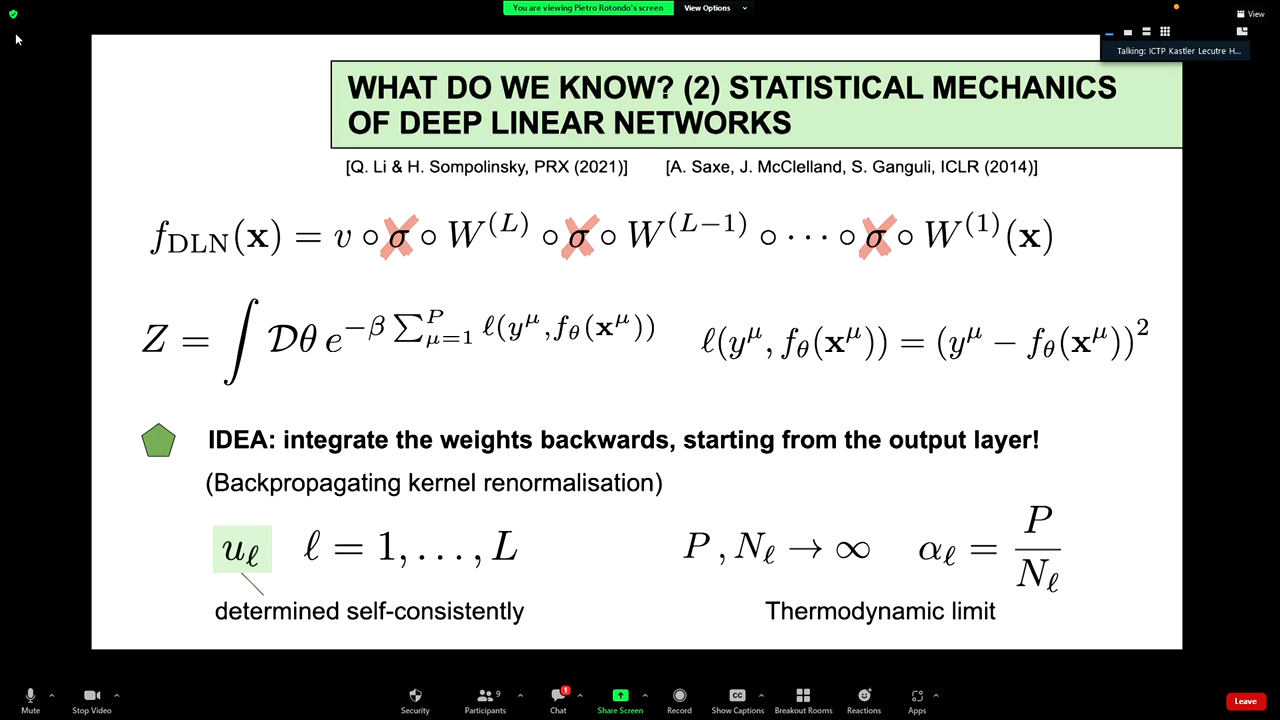 You are viewing Pietro Rotondo's screen
View Options
View
Talking: ICTP Kastler Lecutre H...
WHAT DO WE KNOW? (2) STATISTICAL MECHANICS
OF DEEP LINEAR NETWORKS
[Q. Li & H. Sompolinsky, PRX (2021)] [A. Saxe, J. McClelland, S. Ganguli, ICLR (2014)]
f_DLN(x) = v ∘ σ ∘ W^(L) ∘ σ ∘ W^(L−1) ∘ ⋯ ∘ σ ∘ W^(1)(x)
Z = ∫ 𝒟θ e^{−β ∑_{μ=1}^{P} ℓ(y^μ, f_θ(x^μ))} ℓ(y^μ, f_θ(x^μ)) = (y^μ − f_θ(x^μ))^2
IDEA: integrate the weights backwards, starting from the output layer!
(Backpropagating kernel renormalisation)
u_ℓ ℓ = 1, . . . , L P , N_ℓ → ∞ α_ℓ = P / N_ℓ
determined self-consistently Thermodynamic limit
Mute
Stop Video
Security
Participants
9
Chat
1
Share Screen
Record
CC
Show Captions
Breakout Rooms
Reactions
Apps
Leave